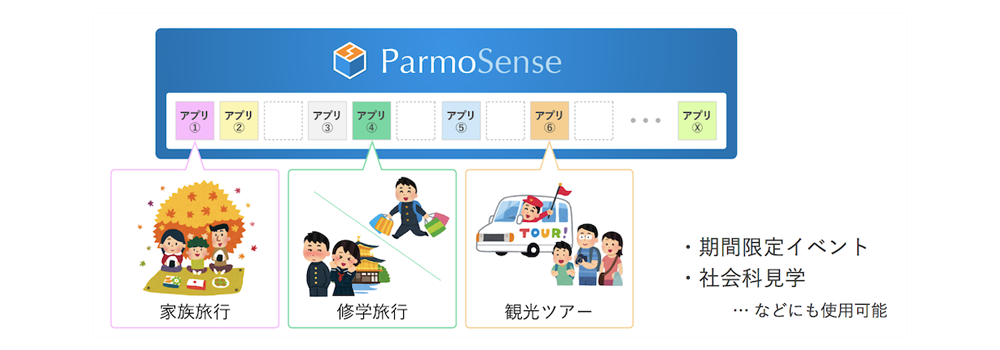 ParmoSense
アプリ①
アプリ②
アプリ③
アプリ④
アプリ⑤
アプリ⑥
・・・
アプリⓍ
TOUR!
家族旅行
修学旅行
観光ツアー
・期間限定イベント
・社会科見学
… などにも使用可能